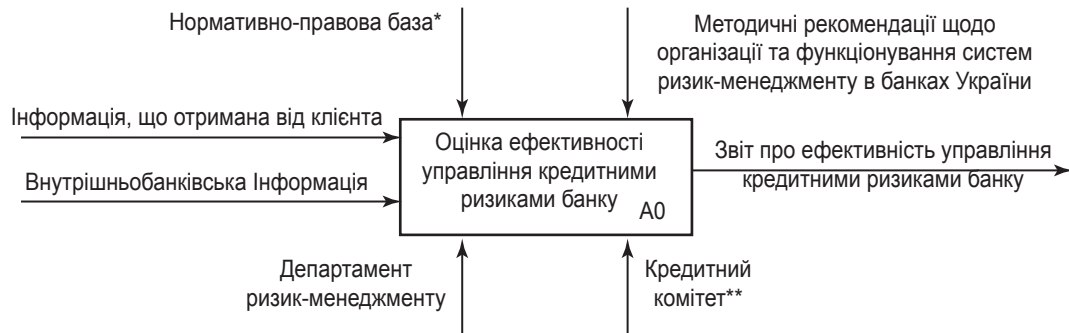 Нормативно-правова база*
Методичні рекомендації щодо
організації та функціонування систем
ризик-менеджменту в банках України
Інформація, що отримана від клієнта
Внутрішньобанківська Інформація
Оцінка ефективності
управління кредитними
ризиками банку
А0
Звіт про ефективність управління
кредитними ризиками банку
Департамент
ризик-менеджменту
Кредитний
комітет**